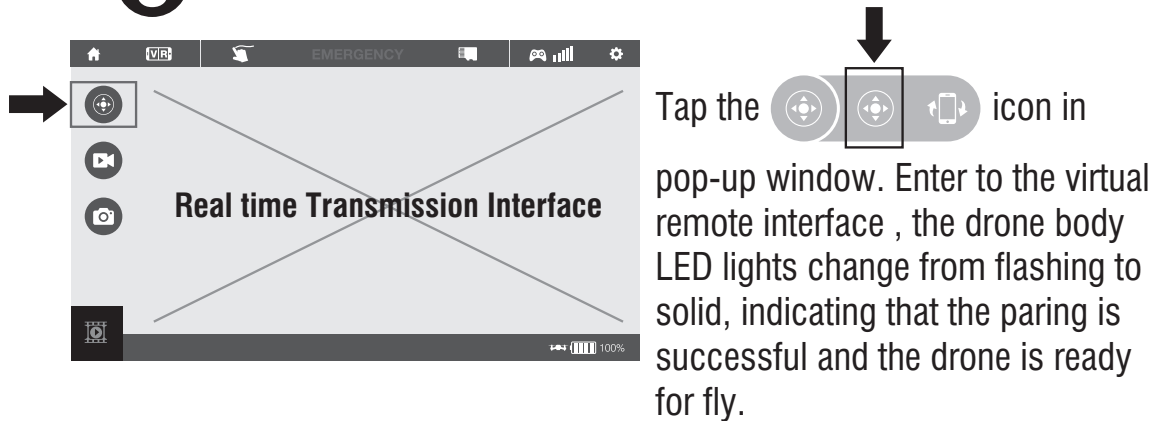 VR
EMERGENCY
Real time Transmission Interface
100%
Tap the icon in
pop-up window. Enter to the virtual
remote interface , the drone body
LED lights change from flashing to
solid, indicating that the paring is
successful and the drone is ready
for fly.